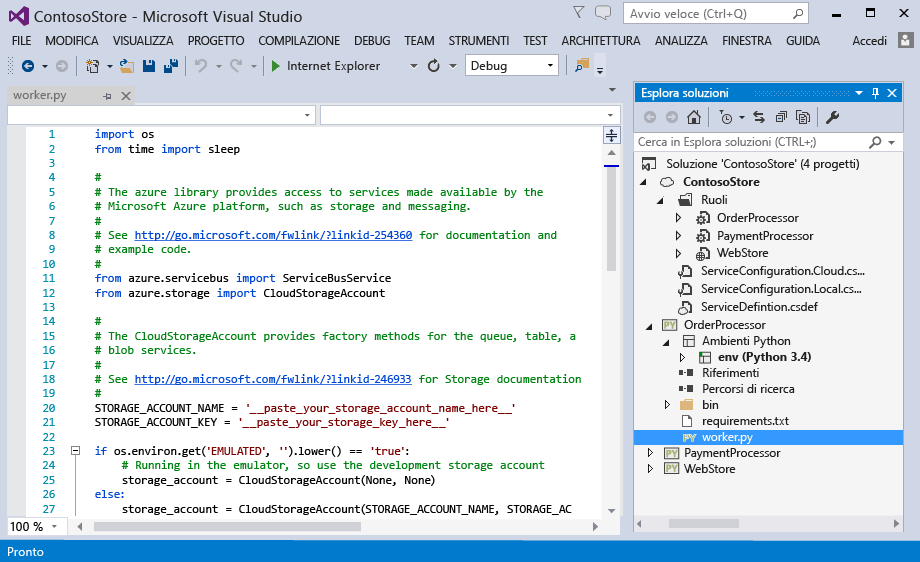 ContosoStore - Microsoft Visual Studio
Avvio veloce (Ctrl+Q)
FILE MODIFICA VISUALIZZA PROGETTO COMPILAZIONE DEBUG TEAM STRUMENTI TEST ARCHITETTURA ANALIZZA FINESTRA GUIDA Accedi
Internet Explorer Debug
worker.py
1 import os
2 from time import sleep
3
4 #
5 # The azure library provides access to services made available by the
6 # Microsoft Azure platform, such as storage and messaging.
7 #
8 # See http://go.microsoft.com/fwlink/?linkid-254360 for documentation and
9 # example code.
10 #
11 from azure.servicebus import ServiceBusService
12 from azure.storage import CloudStorageAccount
13
14 #
15 # The CloudStorageAccount provides factory methods for the queue, table, a
16 # blob services.
17 #
18 # See http://go.microsoft.com/fwlink/?linkid-246933 for Storage documentation
19 #
20 STORAGE_ACCOUNT_NAME = '__paste_your_storage_account_name_here__'
21 STORAGE_ACCOUNT_KEY = '__paste_your_storage_key_here__'
22
23 if os.environ.get('EMULATED', '').lower() == 'true':
24 # Running in the emulator, so use the development storage account
25 storage_account = CloudStorageAccount(None, None)
26 else:
27 storage_account = CloudStorageAccount(STORAGE_ACCOUNT_NAME, STORAGE_AC
100 %
Esplora soluzioni
Cerca in Esplora soluzioni (CTRL+;)
Soluzione 'ContosoStore' (4 progetti)
ContosoStore
Ruoli
OrderProcessor
PaymentProcessor
WebStore
ServiceConfiguration.Cloud.cs...
ServiceConfiguration.Local.cs...
ServiceDefintion.csdef
PY OrderProcessor
Ambienti Python
env (Python 3.4)
Riferimenti
Percorsi di ricerca
bin
requirements.txt
PY worker.py
PY PaymentProcessor
PY WebStore
Pronto